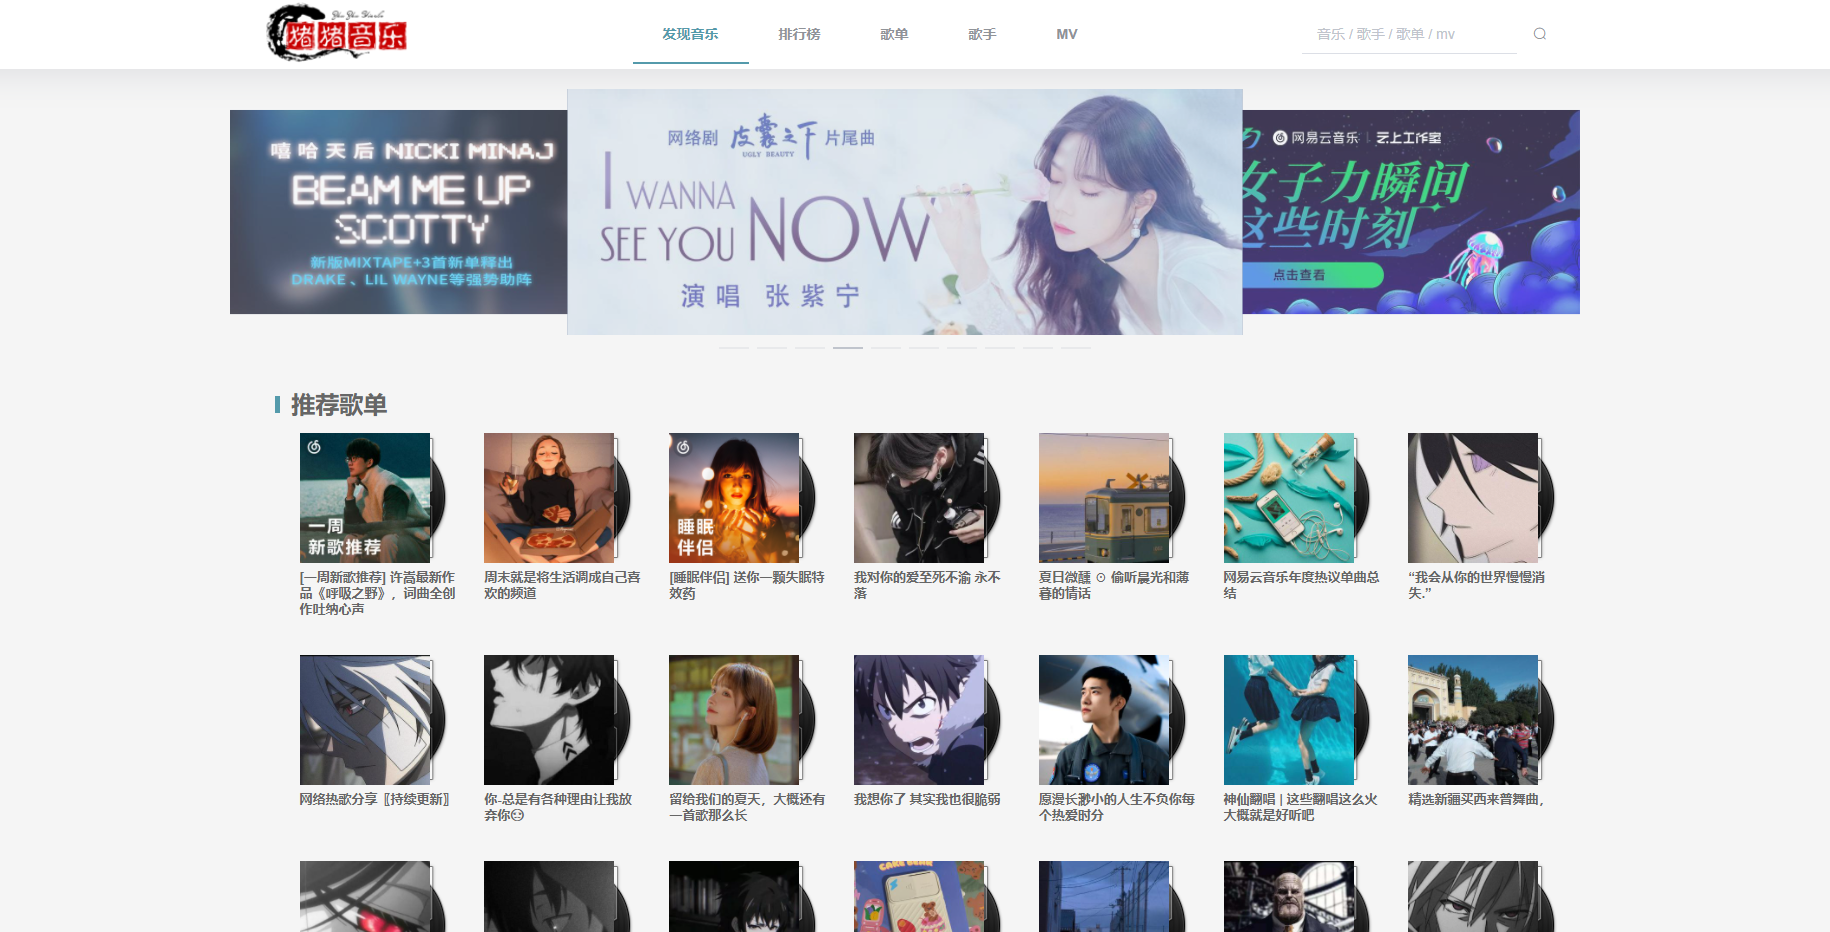 猪猪音乐
发现音乐
排行榜
歌单
歌手
MV
音乐 / 歌手 / 歌单 / mv
嘻哈天后 NICKI MINAJ
BEAM ME UP
SCOTTY
新版MIXTAPE+3首新单释出
DRAKE 、LIL WAYNE等强势助阵
网络剧 皮囊之下 片尾曲
UGLY BEAUTY
I WANNA
SEE YOU NOW
演唱 张紫宁
网易云音乐 | 云上工作室
女子力瞬间
这些时刻
点击查看
推荐歌单
一周
新歌推荐
睡眠
伴侣
[一周新歌推荐] 许嵩最新作
品《呼吸之野》，词曲全创
作吐纳心声
周末就是将生活调成自己喜
欢的频道
[睡眠伴侣] 送你一颗失眠特
效药
我对你的爱至死不渝 永不
落
夏日微醺 ⊙ 偷听晨光和薄
暮的情话
网易云音乐年度热议单曲总
结
“我会从你的世界慢慢消
失.”
网络热歌分享〖持续更新〗
你-总是有各种理由让我放
弃你😔
留给我们的夏天，大概还有
一首歌那么长
我想你了 其实我也很脆弱
愿漫长渺小的人生不负你每
个热爱时分
神仙翻唱 | 这些翻唱这么火
大概就是好听吧
精选新疆买西来普舞曲，
CAKE BEAR